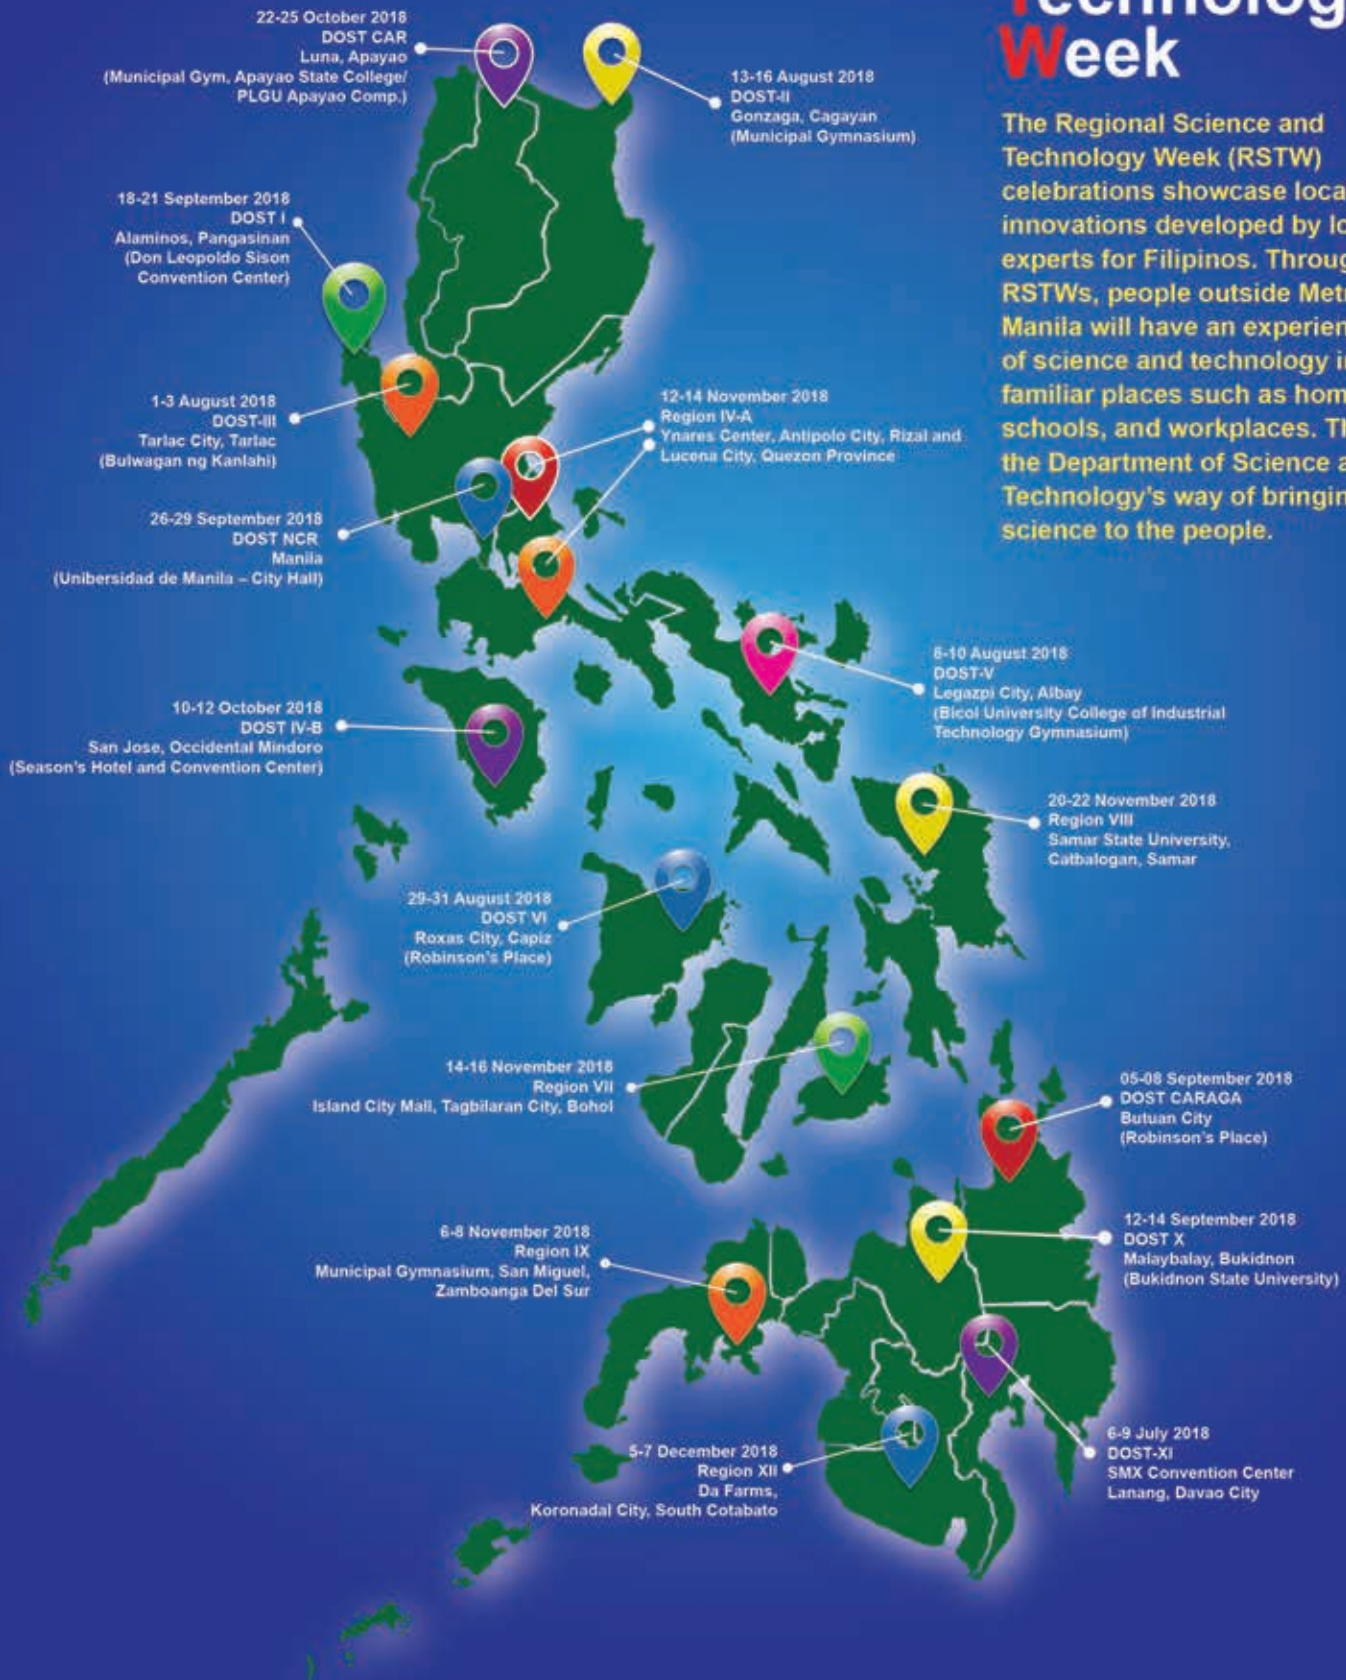 Week
The Regional Science and
Technology Week (RSTW)
celebrations showcase
innovations developed by
experts for Filipinos.
RSTWs, people outside
Manila will have an
of science and technology
familiar places such as
schools, and workplaces.
the Department of Science
Technology's way of
science to the people.
22-25 October 2018
DOST CAR
Luna, Apayao
(Municipal Gym, Apayao State College/
PLGU Apayao Comp.)
13-16 August 2018
DOST-II
Gonzaga, Cagayan
(Municipal Gymnasium)
18-21 September 2018
DOST I
Alaminos, Pangasinan
(Don Leopoldo Sison
Convention Center)
1-3 August 2018
DOST-III
Tarlac City, Tarlac
(Bulwagan ng Kanlahi)
12-14 November 2018
Region IV-A
Ynares Center, Antipolo City, Rizal and
Lucena City, Quezon Province
26-29 September 2018
DOST NCR
Manila
(Unibersidad de Manila – City Hall)
8-10 August 2018
DOST-V
Legazpi City, Albay
(Bicol University College of Industrial
Technology Gymnasium)
10-12 October 2018
DOST IV-B
San Jose, Occidental Mindoro
(Season's Hotel and Convention Center)
20-22 November 2018
Region VIII
Samar State University,
Catbalogan, Samar
29-31 August 2018
DOST VI
Roxas City, Capiz
(Robinson's Place)
14-16 November 2018
Region VII
Island City Mall, Tagbilaran City, Bohol
05-08 September 2018
DOST CARAGA
Butuan City
(Robinson's Place)
12-14 September 2018
DOST X
Malaybalay, Bukidnon
(Bukidnon State University)
6-8 November 2018
Region IX
Municipal Gymnasium, San Miguel,
Zamboanga Del Sur
6-9 July 2018
DOST-XI
SMX Convention Center
Lanang, Davao City
5-7 December 2018
Region XII
Da Farms,
Koronadal City, South Cotabato